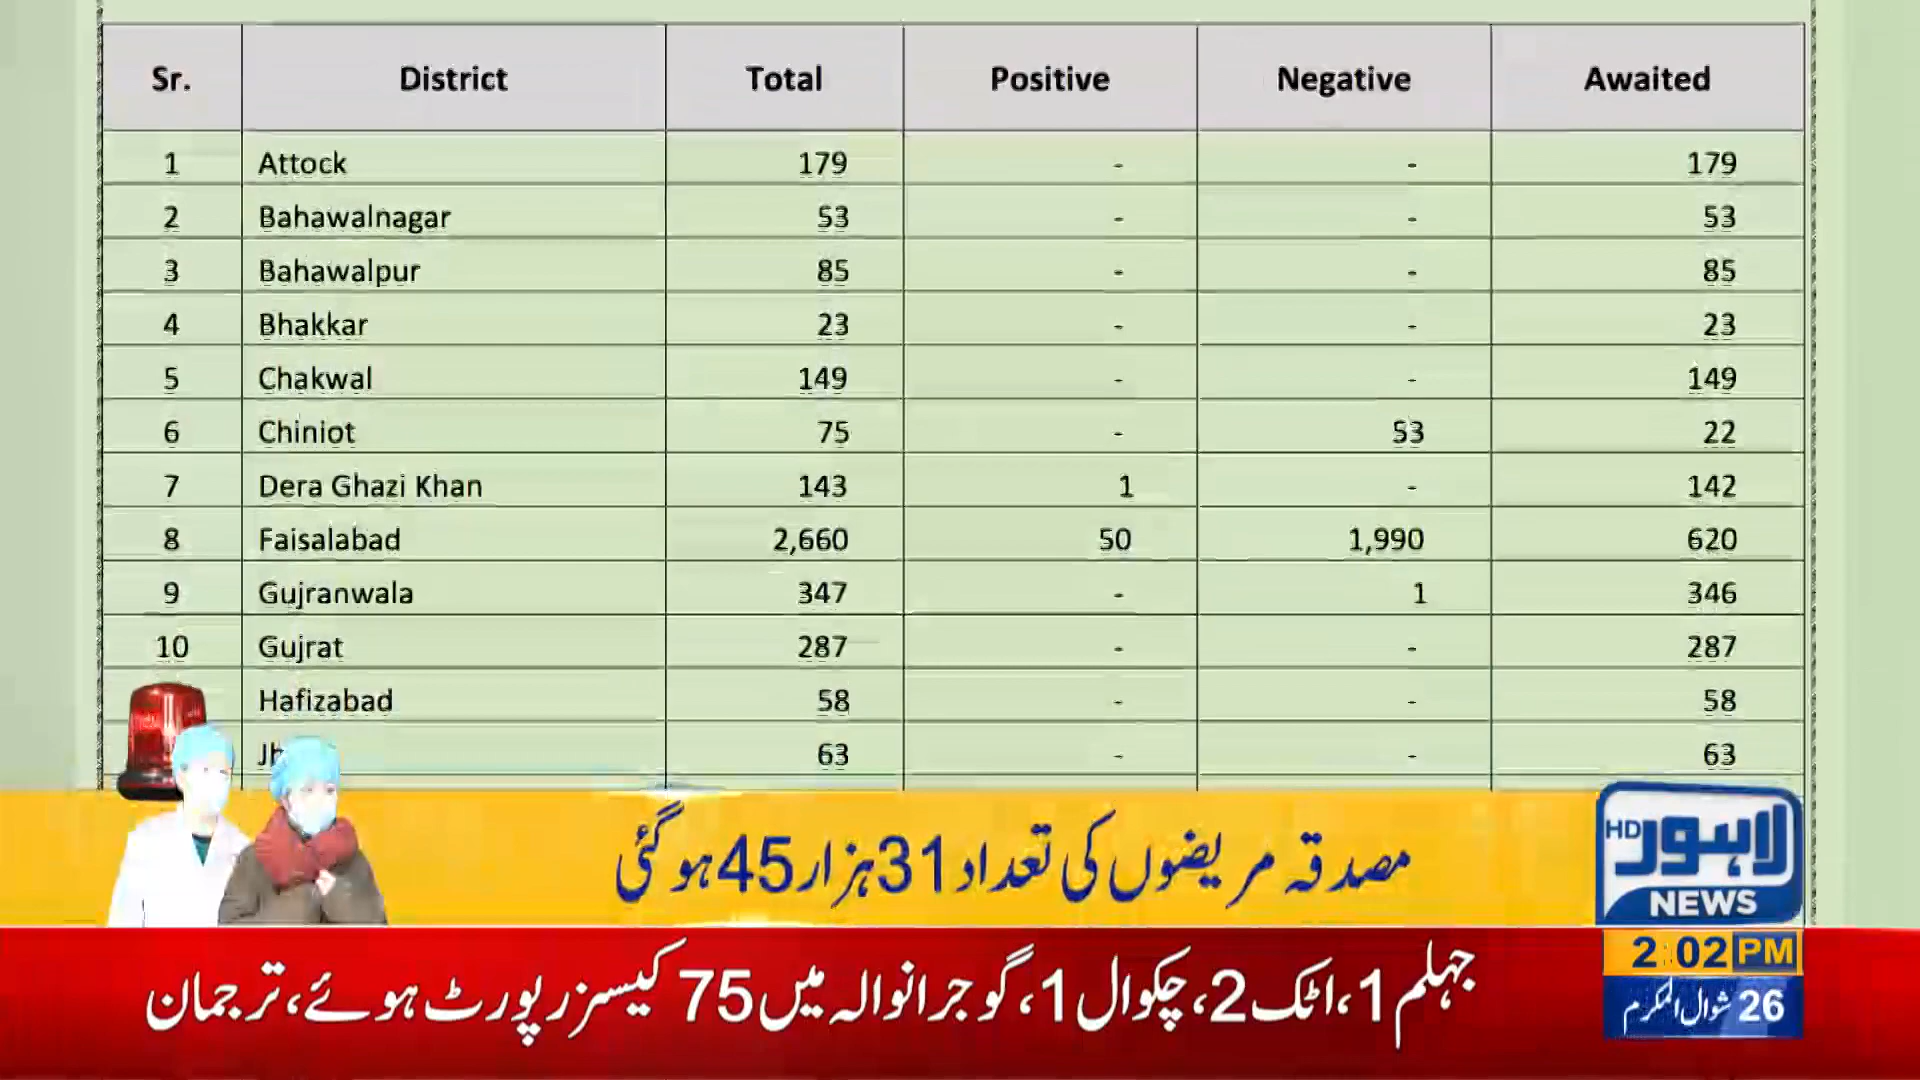 Sr. District Total Positive Negative Awaited
1 Attock 179 - - 179
2 Bahawalnagar 53 - - 53
3 Bahawalpur 85 - - 85
4 Bhakkar 23 - - 23
5 Chakwal 149 - - 149
6 Chiniot 75 - 53 22
7 Dera Ghazi Khan 143 1 - 142
8 Faisalabad 2,660 50 1,990 620
9 Gujranwala 347 - 1 346
10 Gujrat 287 - - 287
Hafizabad 58 - - 58
63 - - 63
مصدقہ مریضوں کی تعداد 31 ہزار 45 ہوگئی
لاہور HD
NEWS
جہلم 1، اٹک 2، چکوال 1، گوجرانوالہ میں 75 کیسز رپورٹ ہوئے، ترجمان
2:02 PM
26 شوال المکرم